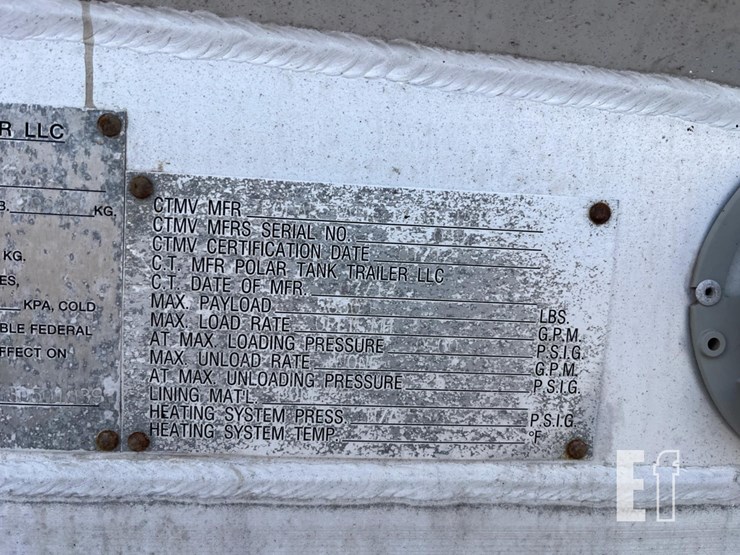 R LLC
B. KG.
KG.
ES,
KPA, COLD
BLE FEDERAL
FFECT ON
CTMV MFR.
CTMV MFRS SERIAL NO.
CTMV CERTIFICATION DATE
C.T. MFR POLAR TANK TRAILER LLC
C.T. DATE OF MFR.
MAX. PAYLOAD LBS.
MAX. LOAD RATE G.P.M.
AT MAX. LOADING PRESSURE P.S.I.G.
MAX. UNLOAD RATE G.P.M.
AT MAX. UNLOADING PRESSURE P.S.I.G.
LINING MAT'L.
HEATING SYSTEM PRESS. P.S.I.G.
HEATING SYSTEM TEMP. °F
Ef